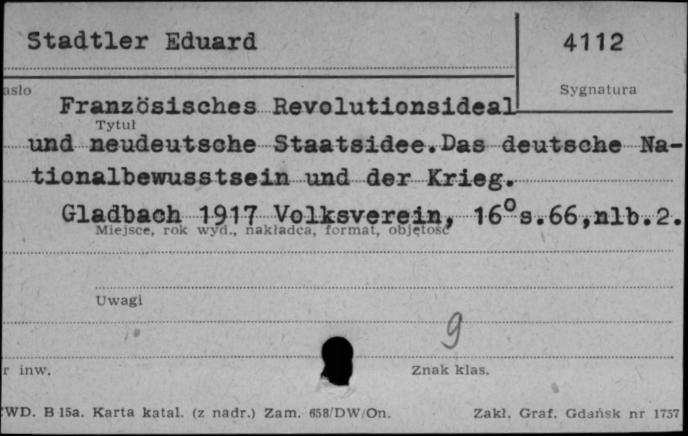 Stadtler Eduard 4112
asło Sygnatura
Französisches Revolutionsideal
Tytuł
und neudeutsche Staatsidee.Das deutsche Na-
tionalbewusstsein und der Krieg.
Gladbach 1917 Volksverein, 16° s.66,nlb.2.
Miejsce, rok wyd., nakładca, format, objętość
Uwagi
9
r inw. Znak klas.
WD. B 15a. Karta katal. (z nadr.) Zam. 658/DW/On. Zakł. Graf. Gdańsk nr 1757